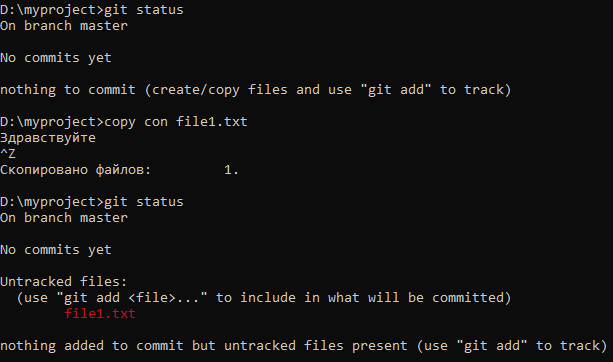 D:\myproject>git status
On branch master
No commits yet
nothing to commit (create/copy files and use "git add" to track)
D:\myproject>copy con file1.txt
Здравствуйте
^Z
Скопировано файлов:         1.
D:\myproject>git status
On branch master
No commits yet
Untracked files:
  (use "git add <file>..." to include in what will be committed)
        file1.txt
nothing added to commit but untracked files present (use "git add" to track)